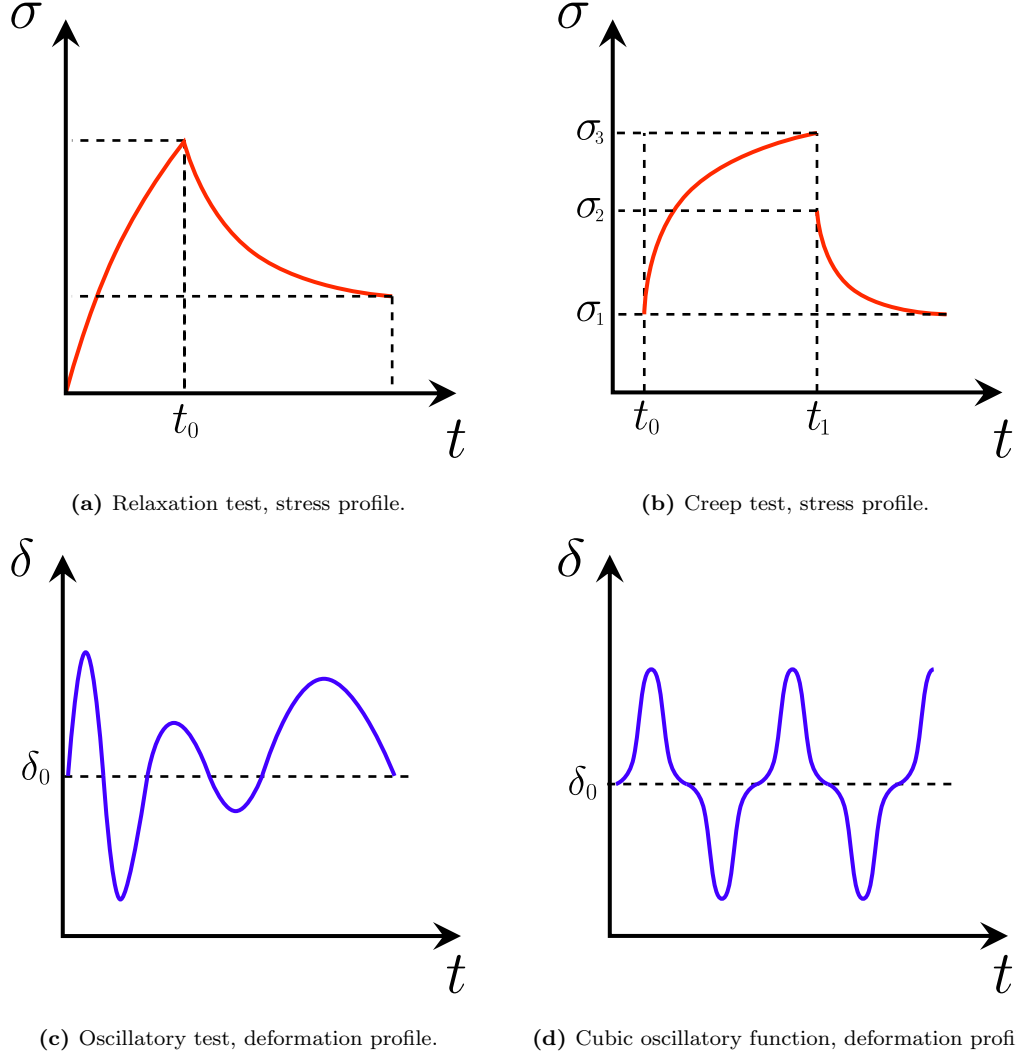 σ
t₀
t
(a) Relaxation test, stress profile.
σ
σ₃
σ₂
σ₁
t₀
t₁
t
(b) Creep test, stress profile.
δ
δ₀
t
(c) Oscillatory test, deformation profile.
δ
δ₀
t
(d) Cubic oscillatory function, deformation profi